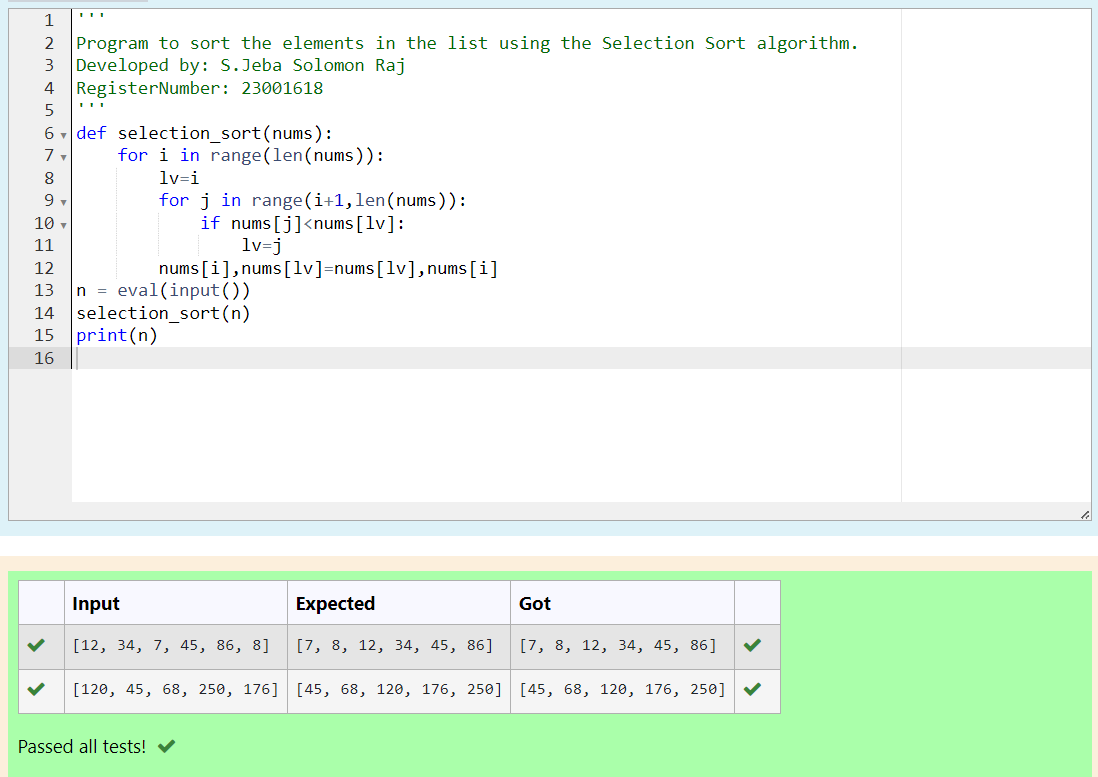 1 '''
2 Program to sort the elements in the list using the Selection Sort algorithm.
3 Developed by: S.Jeba Solomon Raj
4 RegisterNumber: 23001618
5 '''
6 def selection_sort(nums):
7     for i in range(len(nums)):
8         lv=i
9         for j in range(i+1,len(nums)):
10             if nums[j]<nums[lv]:
11                 lv=j
12         nums[i],nums[lv]=nums[lv],nums[i]
13 n = eval(input())
14 selection_sort(n)
15 print(n)
16
Input Expected Got
[12, 34, 7, 45, 86, 8] [7, 8, 12, 34, 45, 86] [7, 8, 12, 34, 45, 86]
[120, 45, 68, 250, 176] [45, 68, 120, 176, 250] [45, 68, 120, 176, 250]
Passed all tests!